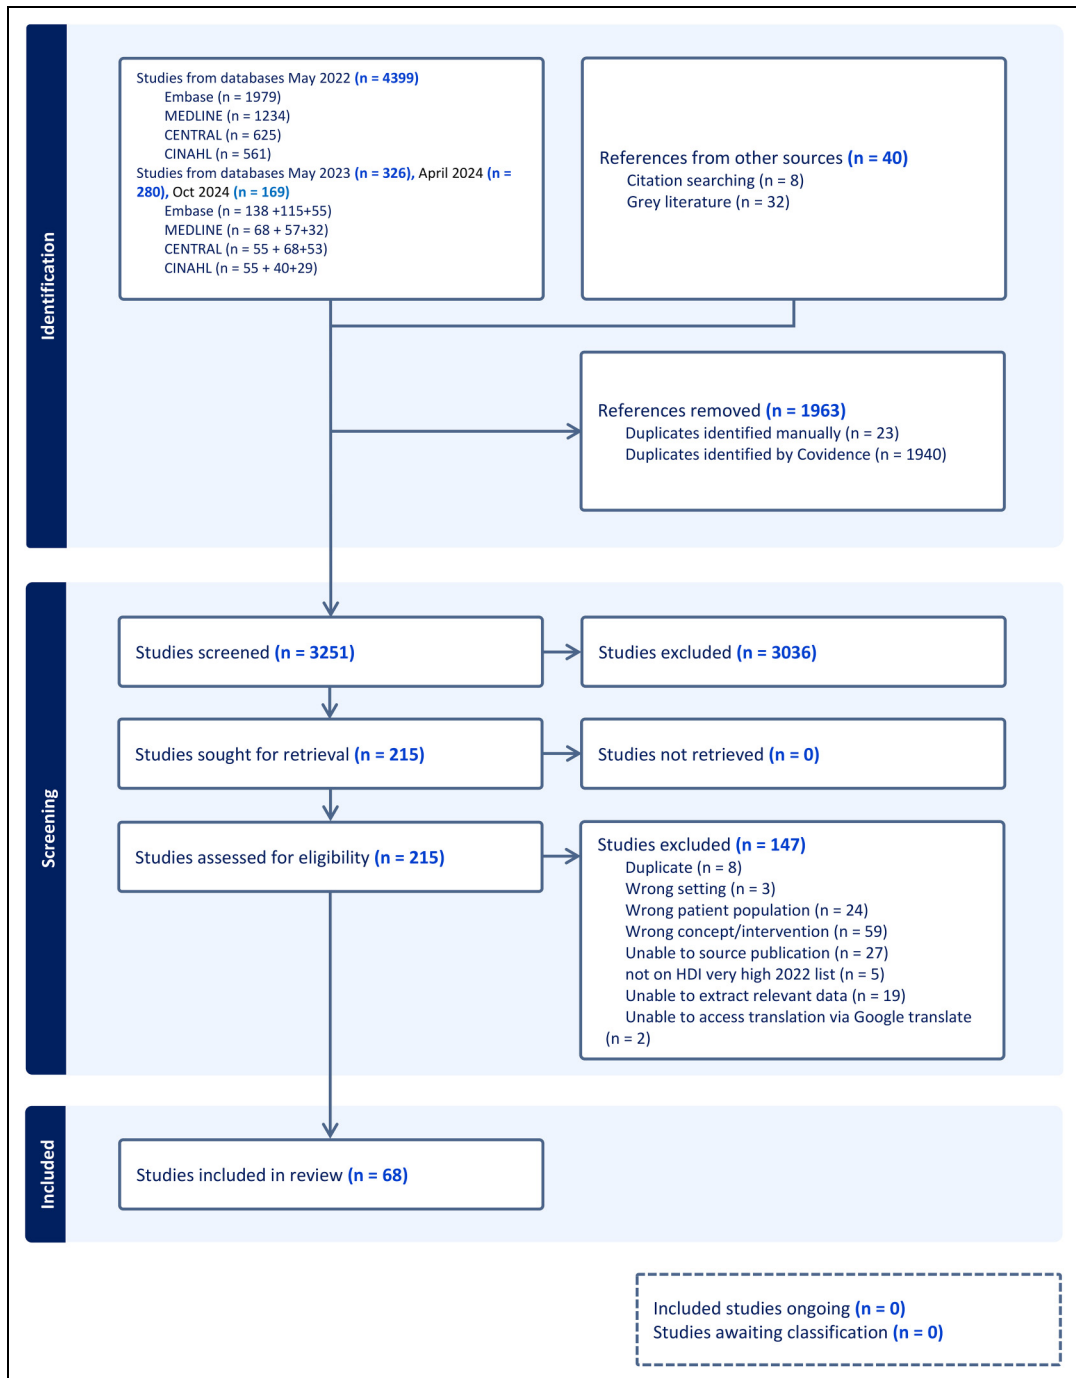 Identification
Studies from databases May 2022 (n = 4399)
Embase (n = 1979)
MEDLINE (n = 1234)
CENTRAL (n = 625)
CINAHL (n = 561)
Studies from databases May 2023 (n = 326), April 2024 (n =
280), Oct 2024 (n = 169)
Embase (n = 138 +115+55)
MEDLINE (n = 68 + 57+32)
CENTRAL (n = 55 + 68+53)
CINAHL (n = 55 + 40+29)
References from other sources (n = 40)
Citation searching (n = 8)
Grey literature (n = 32)
References removed (n = 1963)
Duplicates identified manually (n = 23)
Duplicates identified by Covidence (n = 1940)
Screening
Studies screened (n = 3251)
Studies excluded (n = 3036)
Studies sought for retrieval (n = 215)
Studies not retrieved (n = 0)
Studies assessed for eligibility (n = 215)
Studies excluded (n = 147)
Duplicate (n = 8)
Wrong setting (n = 3)
Wrong patient population (n = 24)
Wrong concept/intervention (n = 59)
Unable to source publication (n = 27)
not on HDI very high 2022 list (n = 5)
Unable to extract relevant data (n = 19)
Unable to access translation via Google translate
(n = 2)
Included
Studies included in review (n = 68)
Included studies ongoing (n = 0)
Studies awaiting classification (n = 0)